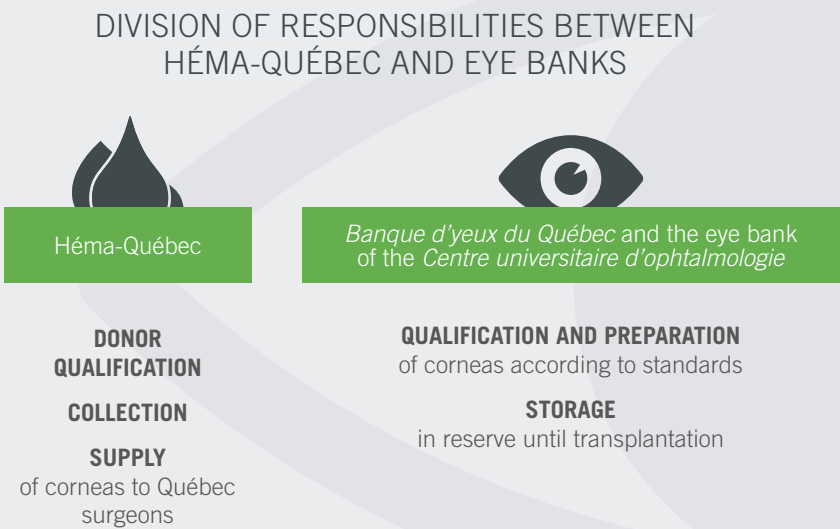 DIVISION OF RESPONSIBILITIES BETWEEN
HÉMA-QUÉBEC AND EYE BANKS
Héma-Québec
DONOR
QUALIFICATION
COLLECTION
SUPPLY
of corneas to Québec
surgeons
Banque d'yeux du Québec and the eye bank
of the Centre universitaire d'ophtalmologie
QUALIFICATION AND PREPARATION
of corneas according to standards
STORAGE
in reserve until transplantation